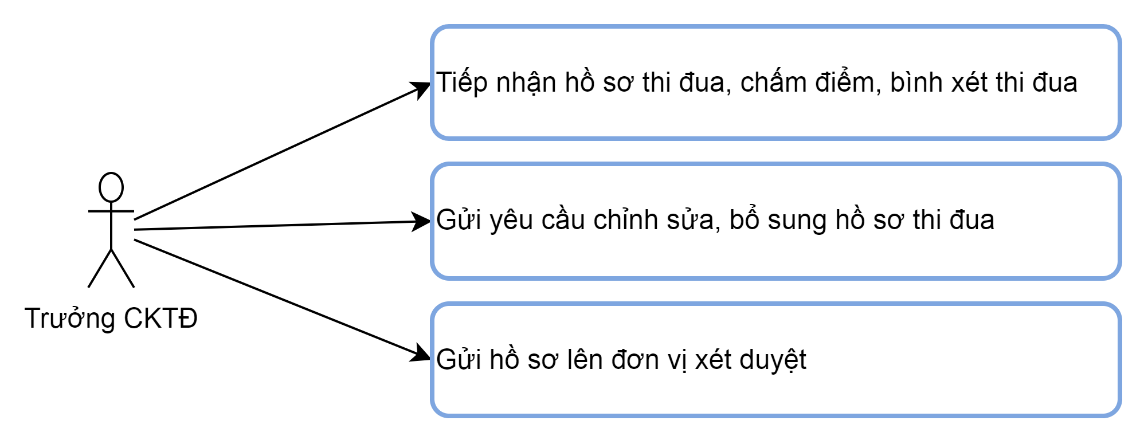 Tiếp nhận hồ sơ thi đua, chấm điểm, bình xét thi đua
Gửi yêu cầu chỉnh sửa, bổ sung hồ sơ thi đua
Trưởng CKTĐ
Gửi hồ sơ lên đơn vị xét duyệt